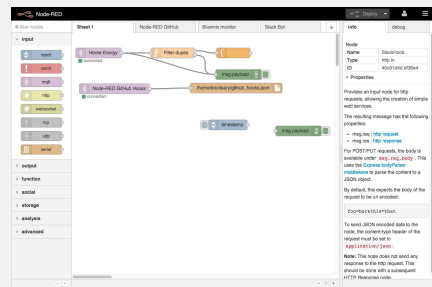 Node-RED
Deploy
filter nodes
input
inject
catch
mqtt
http
websocket
tcp
udp
serial
output
function
social
storage
analysis
advanced
Sheet 1
Node-RED GitHub
Bluemix monitor
Slack Bot
+
Home Energy
connected
Filter dupes
msg.payload
Node-RED GitHub Hooks
connected
timestamp
msg.payload
Info
debug
Node
Name
Type
http in
ID
Properties
Provides an input node for http
requests, allowing the creation of simple
web services.
The resulting message has the following
properties:
msg.req : http request
msg.res : http response
For POST/PUT requests, the body is
available under msg.req.body. This
uses the Express bodyParser
middleware to parse the content to a
JSON object.
By default, this expects the body of the
request to be url encoded:
foo=bar&this=that
To send JSON encoded data to the
node, the content-type header of the
request must be set to
application/json.
Note: This node does not send any
response to the http request. This
should be done with a subsequent
HTTP Response node.